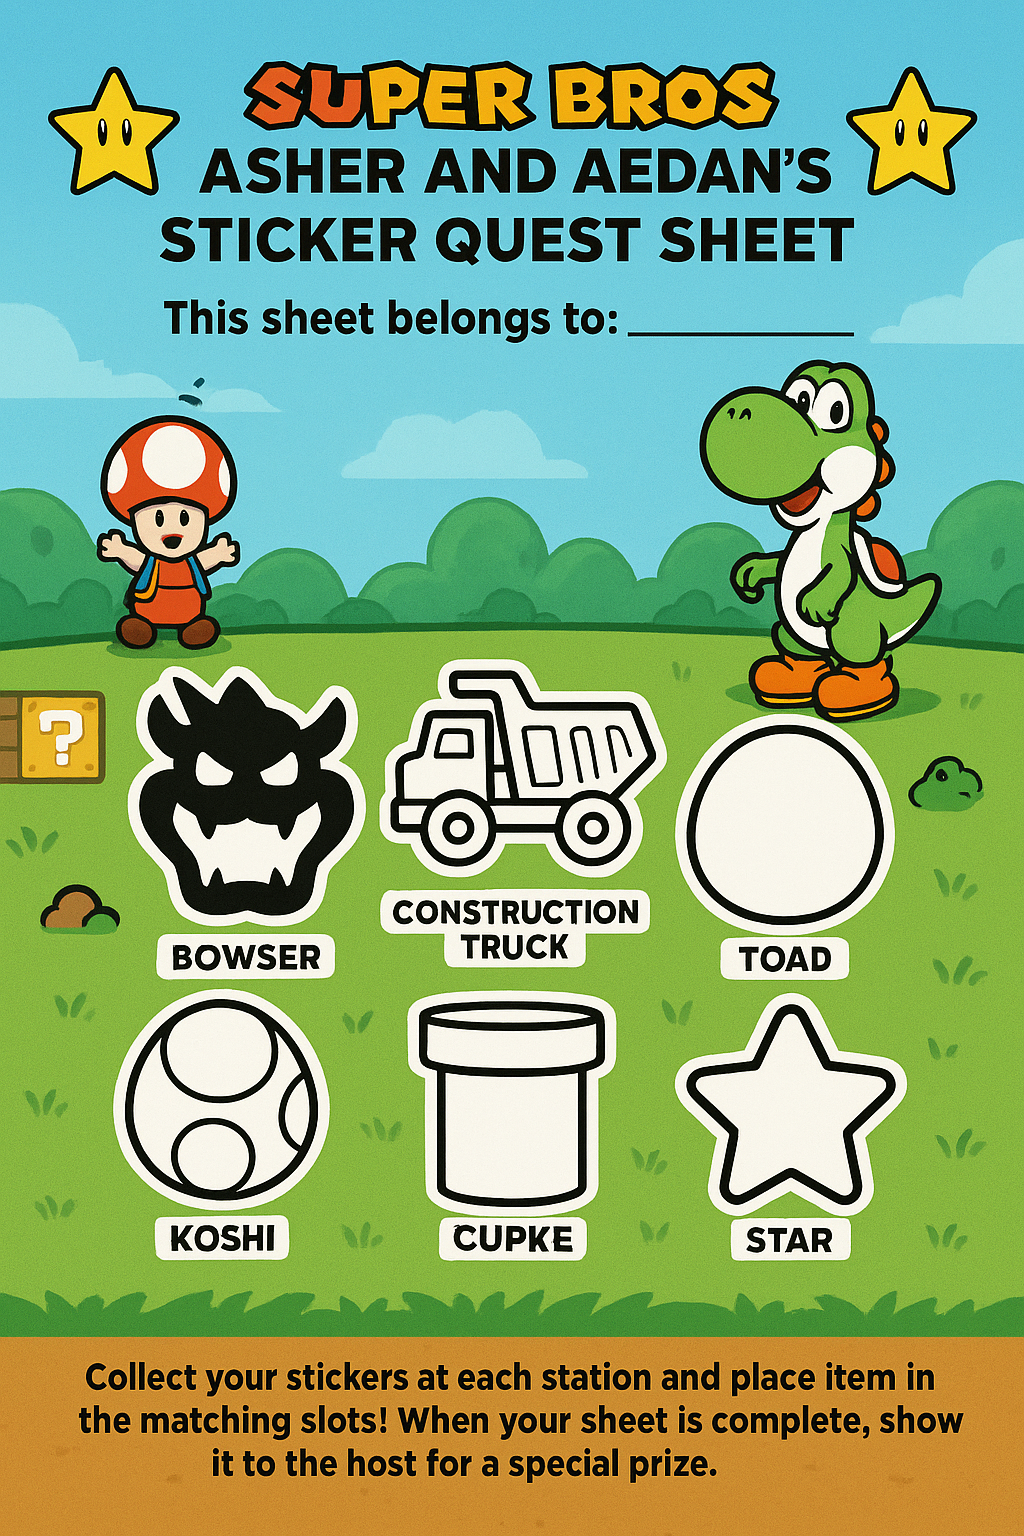 SUPER BROS
ASHER AND AEDAN'S
STICKER QUEST SHEET
This sheet belongs to: __________
?
BOWSER
CONSTRUCTION
TRUCK
TOAD
KOSHI
CUPKE
STAR
Collect your stickers at each station and place item in
the matching slots! When your sheet is complete, show
it to the host for a special prize.